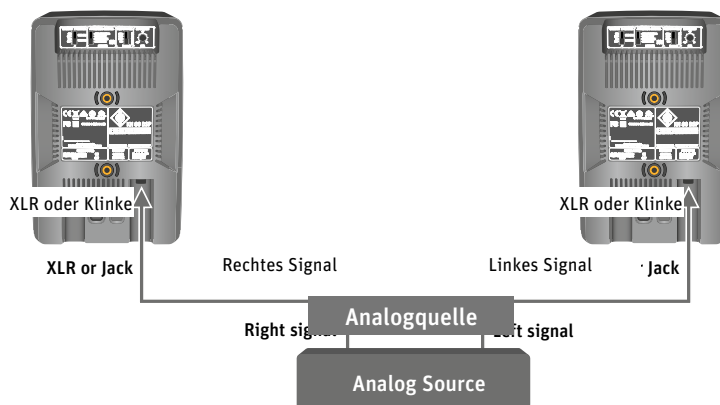 XLR oder Klinke
XLR oder Klinke
XLR or Jack
Rechtes Signal
Linkes Signal
Jack
Analogquelle
Right signal
Left signal
Analog Source